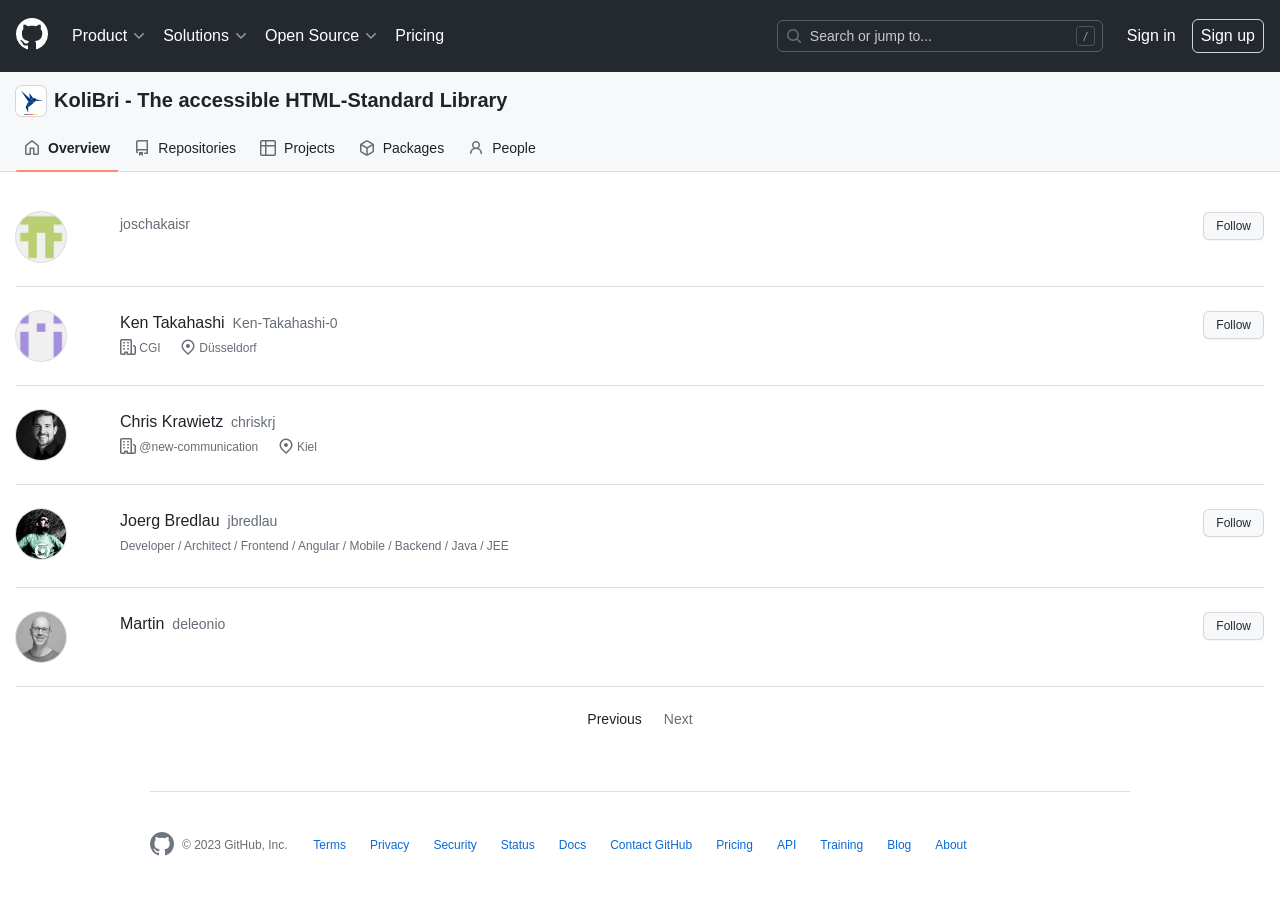 Product Solutions Open Source Pricing Search or jump to... / Sign in Sign up
KoliBri - The accessible HTML-Standard Library
Overview Repositories Projects Packages People
joschakaisr Follow
Ken Takahashi Ken-Takahashi-0 Follow
CGI Düsseldorf
Chris Krawietz chriskrj
@new-communication Kiel
Joerg Bredlau jbredlau Follow
Developer / Architect / Frontend / Angular / Mobile / Backend / Java / JEE
Martin deleonio Follow
Previous Next
© 2023 GitHub, Inc. Terms Privacy Security Status Docs Contact GitHub Pricing API Training Blog About